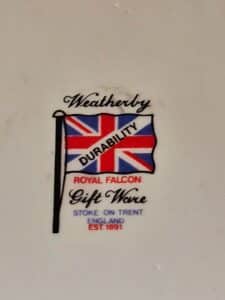 Weatherby
DURABILITY
ROYAL FALCON
Gift Ware
STOKE ON TRENT
ENGLAND
EST. 1891